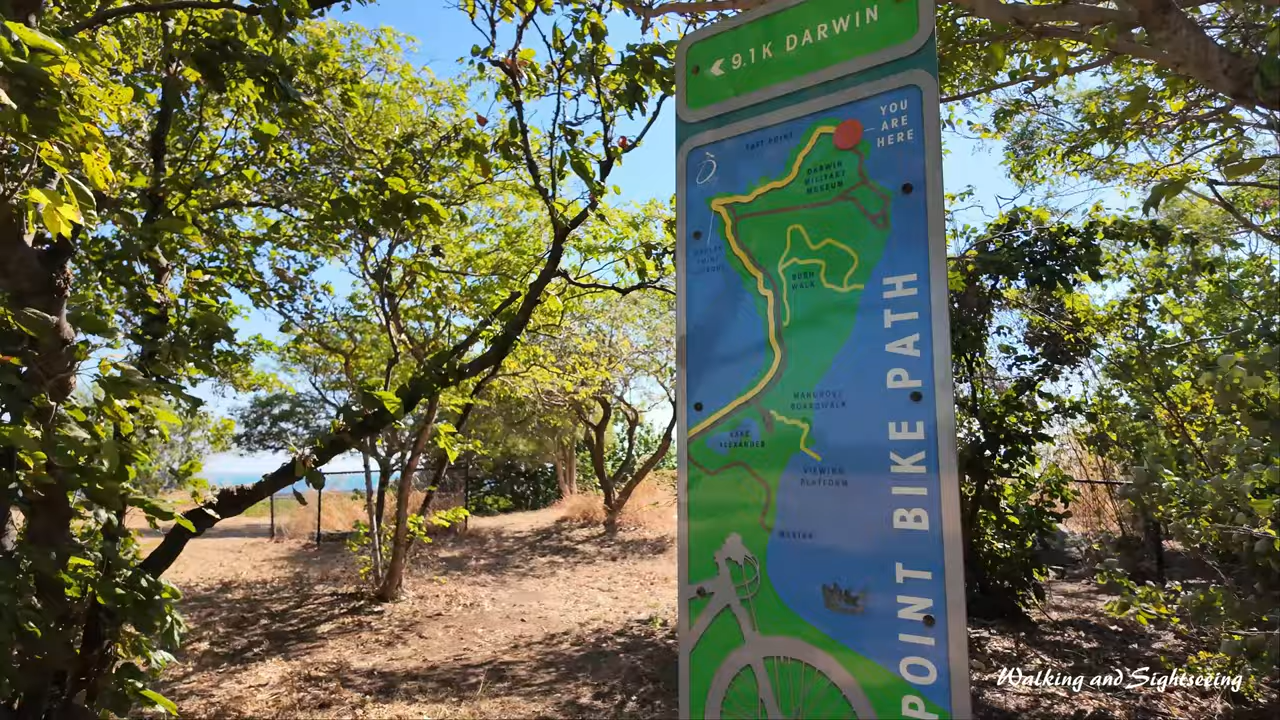 < 9.1K DARWIN
YOU
ARE
HERE
EAST POINT
DARWIN
MILITARY
MUSEUM
BUSH
WALK
MANGROVE
BOARDWALK
LAKE
ALEXANDER
VIEWING
PLATFORM
POINT BIKE PATH
Walking and Sightseeing